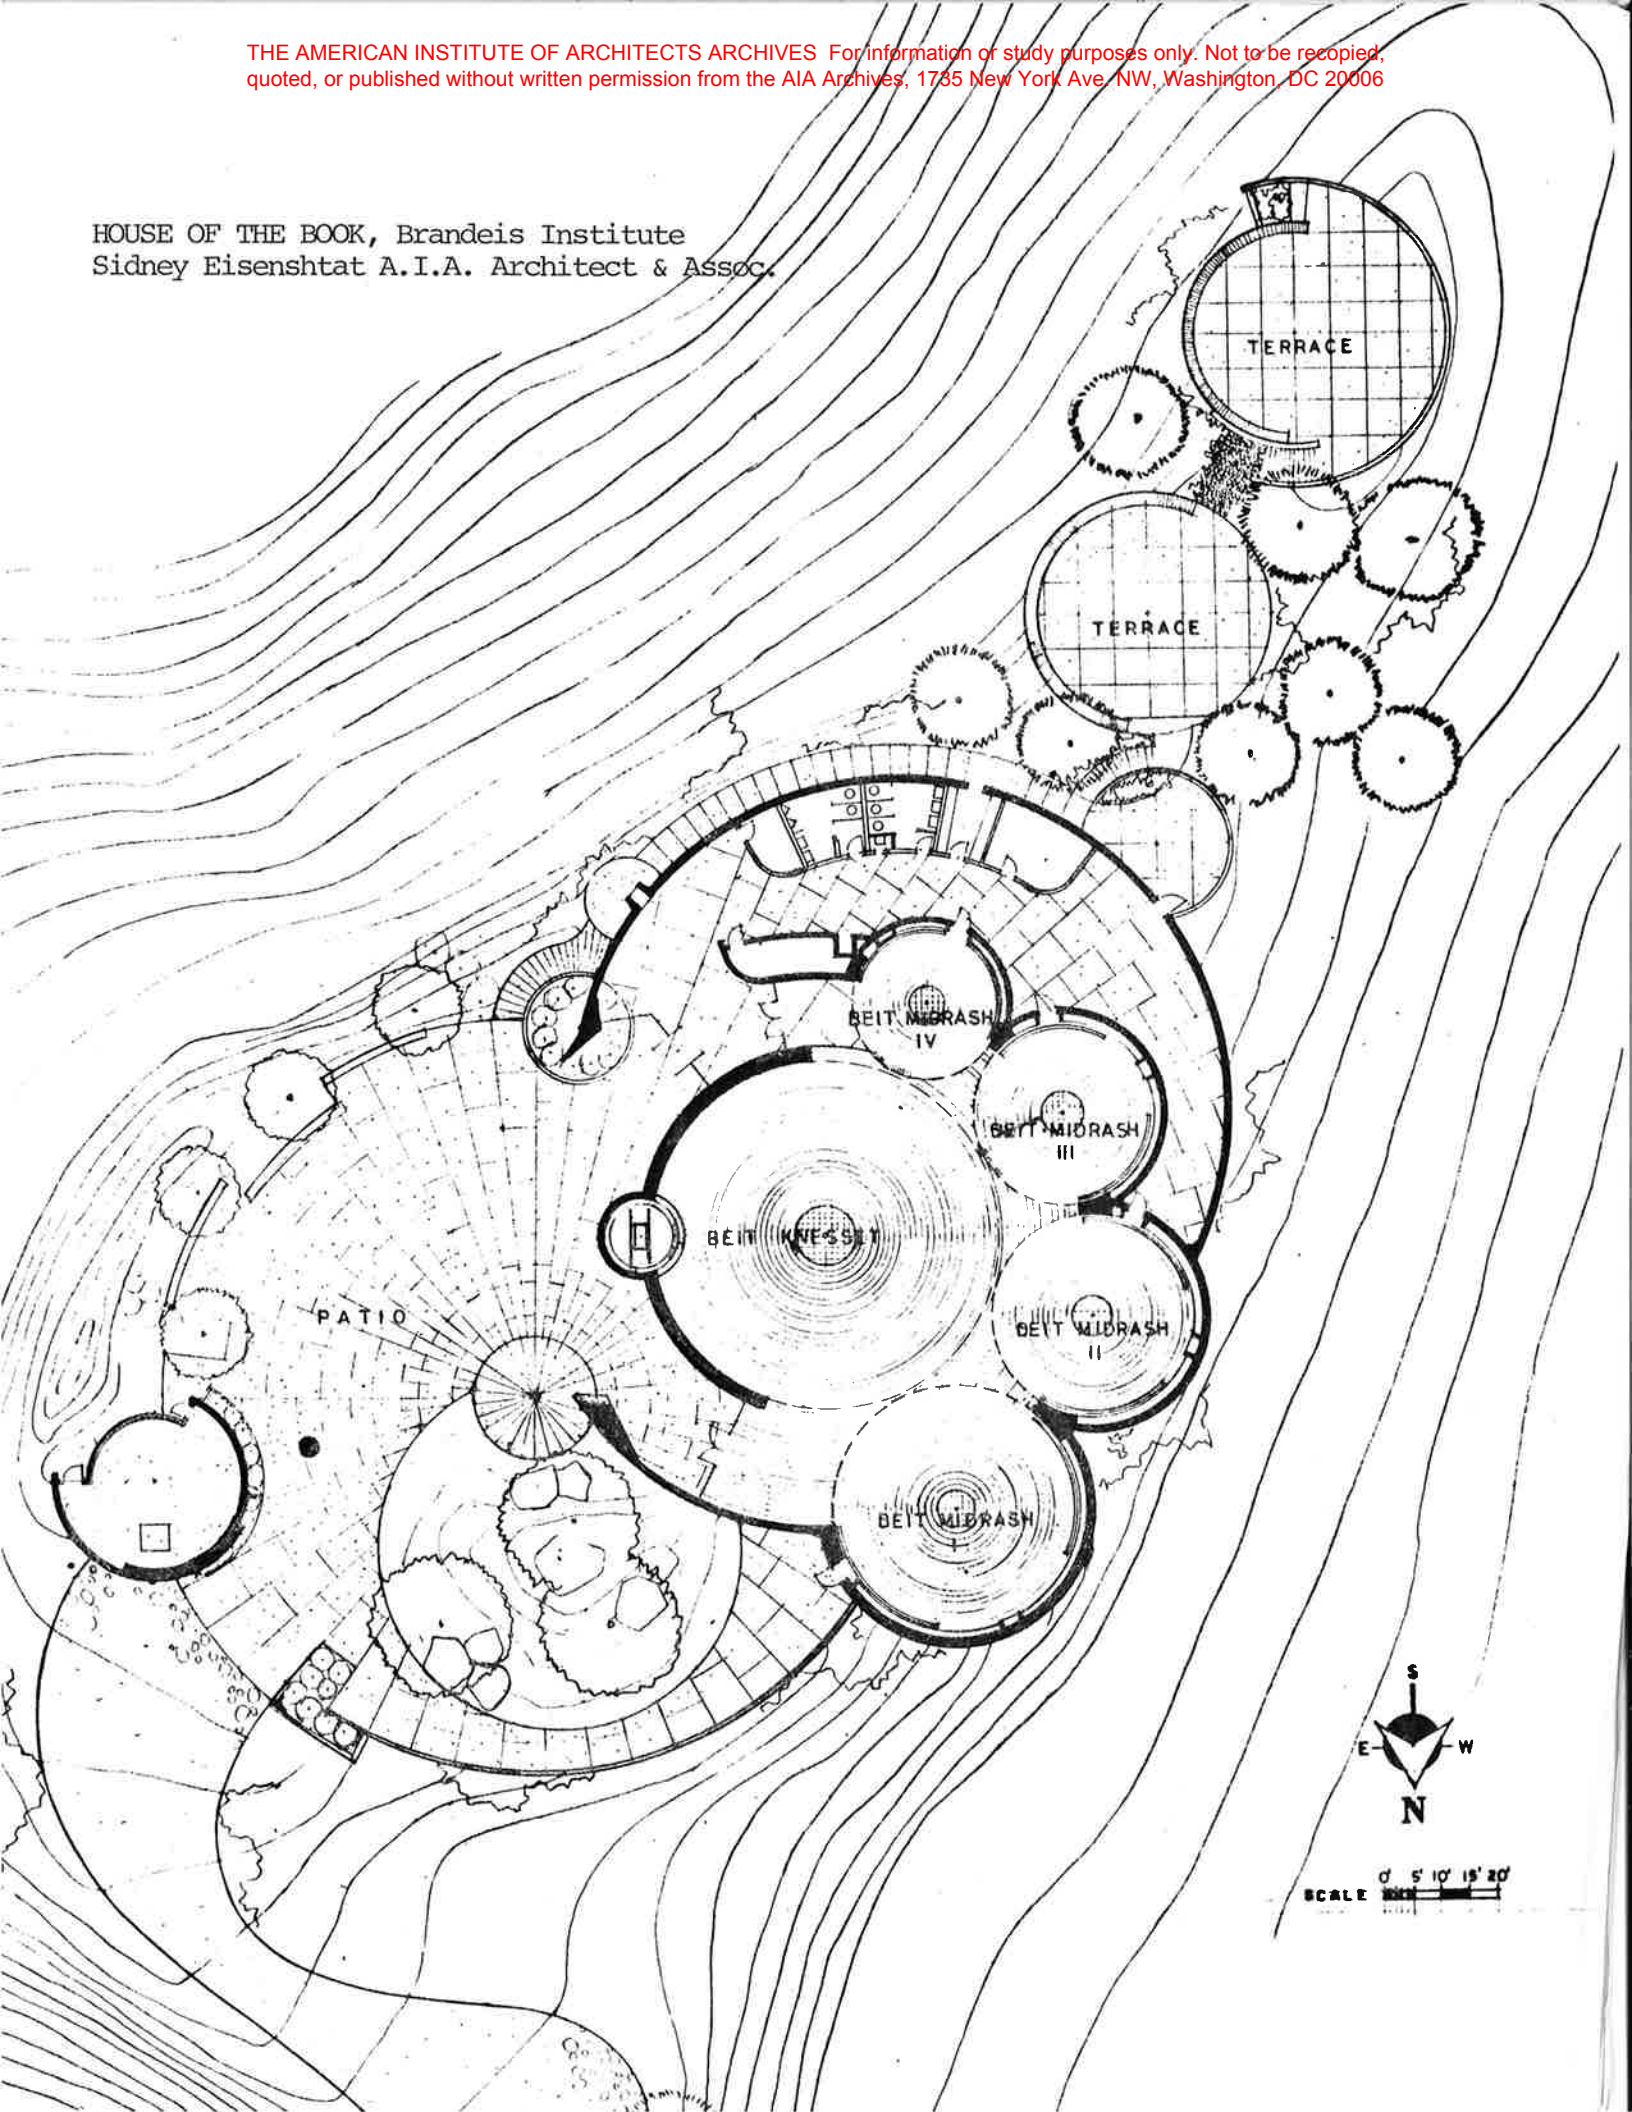 THE AMERICAN INSTITUTE OF ARCHITECTS ARCHIVES For information or study purposes only. Not to be recopied,
quoted, or published without written permission from the AIA Archives, 1735 New York Ave. NW, Washington, DC 20006
HOUSE OF THE BOOK, Brandeis Institute
Sidney Eisenshtat A.I.A. Architect & Assoc.
TERRACE
TERRACE
BEIT MIDRASH
IV
BEIT MIDRASH
III
BEIT KNESSET
PATIO
BEIT MIDRASH
II
BEIT MIDRASH
I
S
E W
N
0' 5' 10' 15' 20'
SCALE